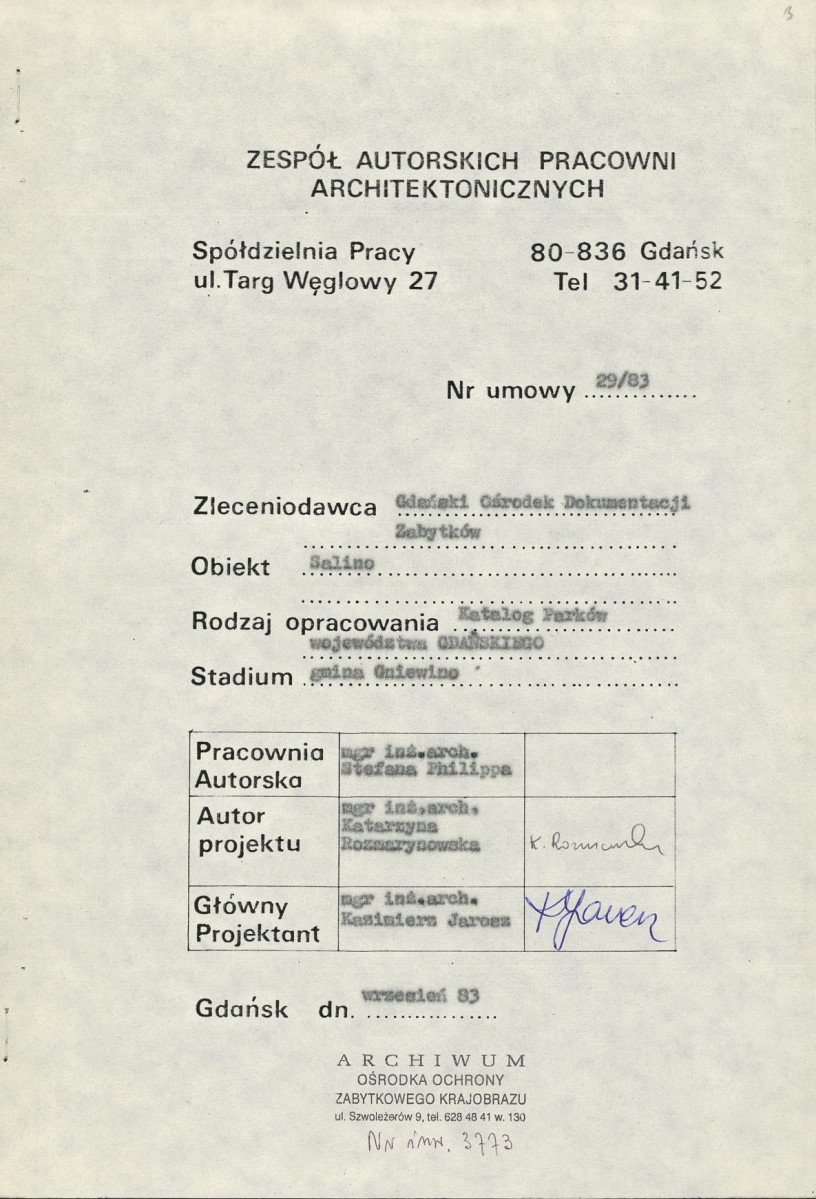 ZESPÓŁ AUTORSKICH PRACOWNI
ARCHITEKTONICZNYCH
Spółdzielnia Pracy 80-836 Gdańsk
ul.Targ Węglowy 27 Tel 31-41-52
Nr umowy 29/83
Zleceniodawca Gdański Ośrodek Dokumentacji
Zabytków
Obiekt Salino
Rodzaj opracowania Katalog Parków
województwa GDAŃSKIEGO
Stadium gmina Gniewino
Pracownia mgr inż.arch.
Autorska Stefana Philippa
Autor mgr inż.arch.
projektu Katarzyna
Rozmarynowska
Główny mgr inż.arch.
Projektant Kazimierz Jarosz
Gdańsk dn. wrzesień 83
ARCHIWUM
OŚRODKA OCHRONY
ZABYTKOWEGO KRAJOBRAZU
ul. Szwoleżerów 9, tel. 628 48 41 w. 130
Nr inw. 3773